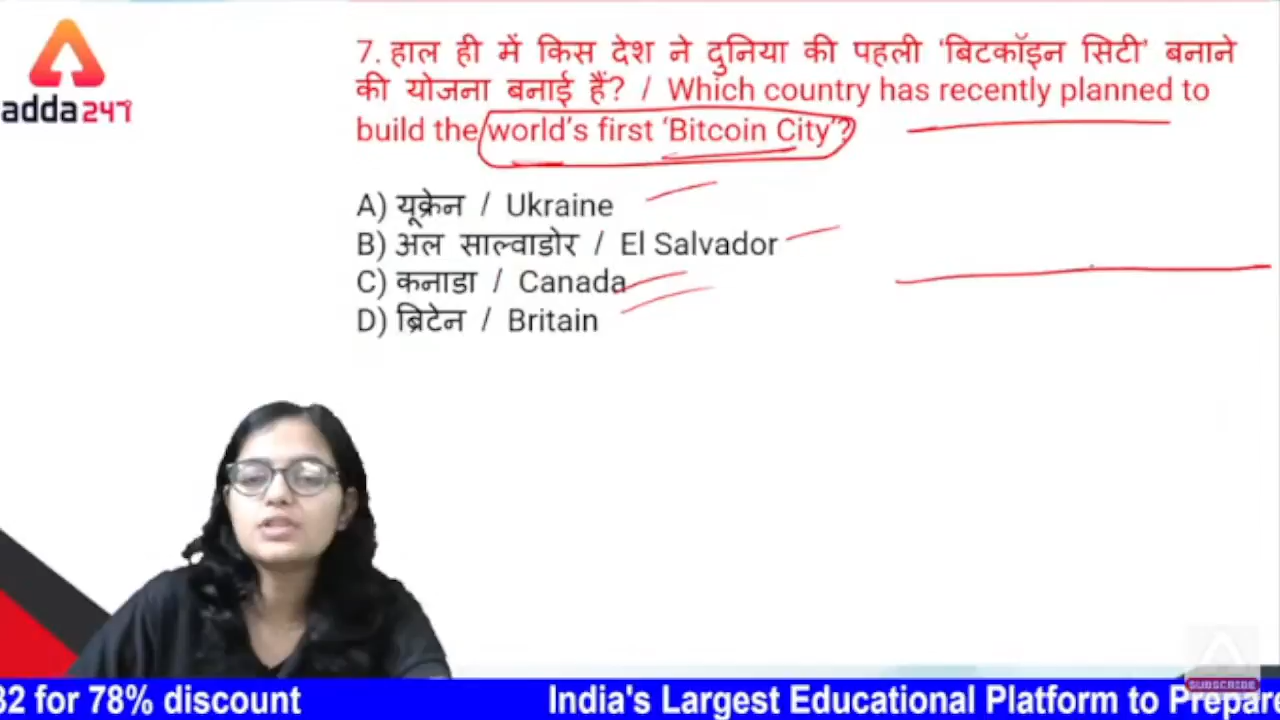 adda247
7. हाल ही में किस देश ने दुनिया की पहली ‘बिटकॉइन सिटी’ बनाने
की योजना बनाई हैं? / Which country has recently planned to
build the world’s first ‘Bitcoin City’?
A) यूक्रेन / Ukraine
B) अल साल्वाडोर / El Salvador
C) कनाडा / Canada
D) ब्रिटेन / Britain
SUBSCRIBE
32 for 78% discount India's Largest Educational Platform to Prepare